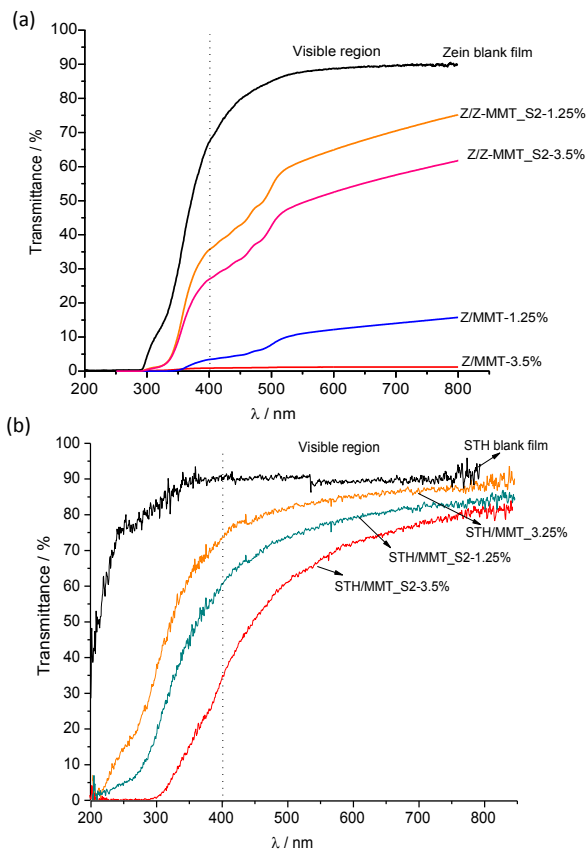 (a)
Visible region
Zein blank film
Z/Z-MMT_S2-1.25%
Z/Z-MMT_S2-3.5%
Z/MMT-1.25%
Z/MMT-3.5%
Transmittance / %
100
90
80
70
60
50
40
30
20
10
0
200 300 400 500 600 700 800
λ / nm
(b)
Visible region
STH blank film
STH/MMT_3.25%
STH/MMT_S2-1.25%
STH/MMT_S2-3.5%
Transmittance / %
100
90
80
70
60
50
40
30
20
10
0
200 300 400 500 600 700 800
λ / nm